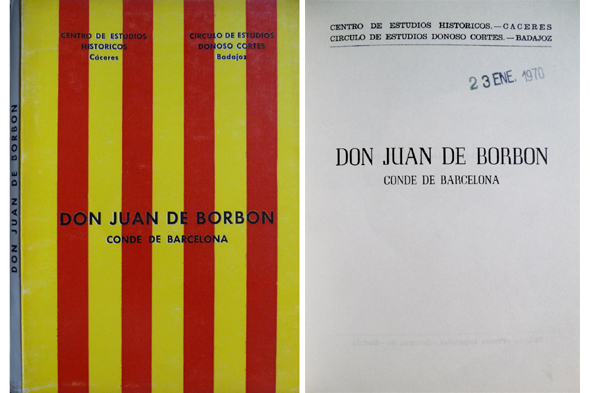 DON JUAN DE BORBON
CENTRO DE ESTUDIOS
HISTORICOS
Cáceres
CIRCULO DE ESTUDIOS
DONOSO CORTES
Badajoz
DON JUAN DE BORBON
CONDE DE BARCELONA
CENTRO DE ESTUDIOS HISTORICOS.—CACERES
CIRCULO DE ESTUDIOS DONOSO CORTES.—BADAJOZ
23 ENE. 1970
DON JUAN DE BORBON
CONDE DE BARCELONA